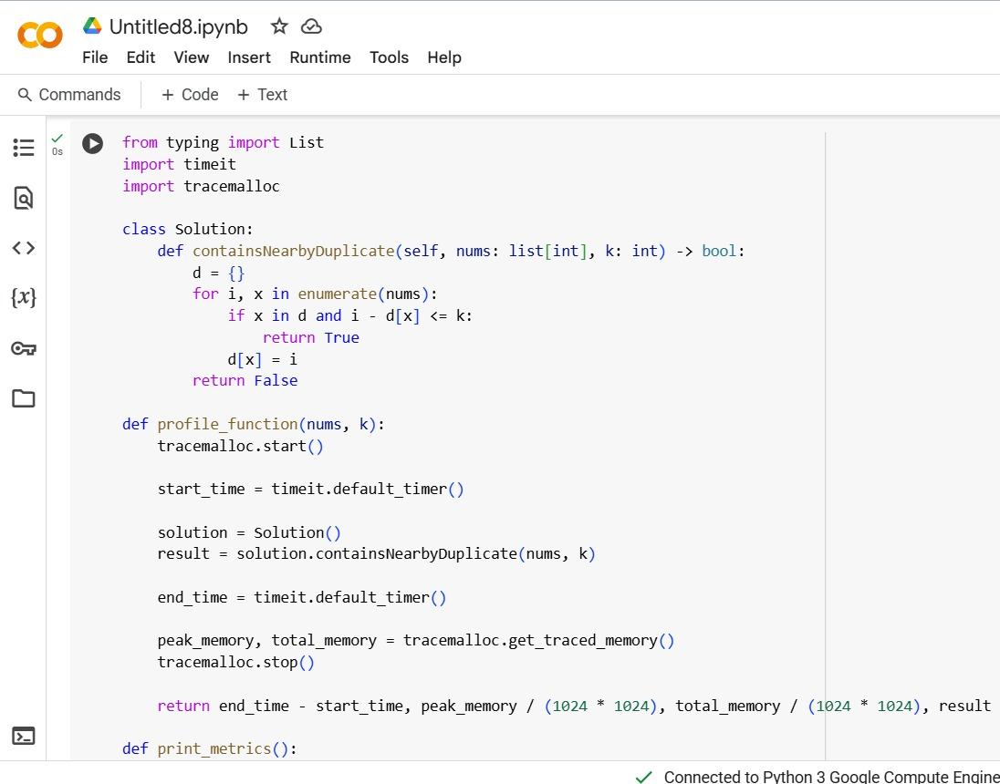 Untitled8.ipynb
File Edit View Insert Runtime Tools Help
Commands + Code + Text
0s
from typing import List
import timeit
import tracemalloc
class Solution:
    def containsNearbyDuplicate(self, nums: list[int], k: int) -> bool:
        d = {}
        for i, x in enumerate(nums):
            if x in d and i - d[x] <= k:
                return True
            d[x] = i
        return False
def profile_function(nums, k):
    tracemalloc.start()
    start_time = timeit.default_timer()
    solution = Solution()
    result = solution.containsNearbyDuplicate(nums, k)
    end_time = timeit.default_timer()
    peak_memory, total_memory = tracemalloc.get_traced_memory()
    tracemalloc.stop()
    return end_time - start_time, peak_memory / (1024 * 1024), total_memory / (1024 * 1024), result
def print_metrics():
Connected to Python 3 Google Compute Engine